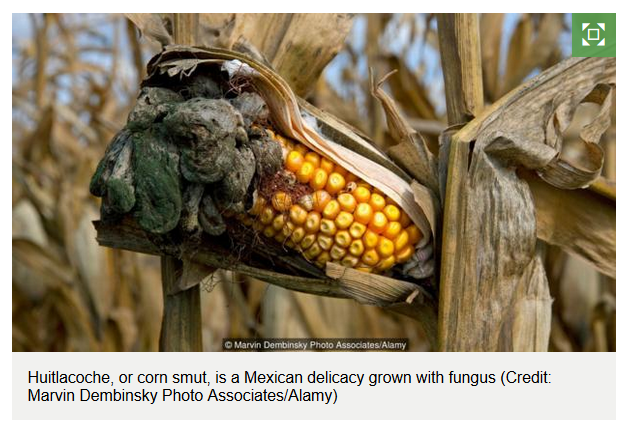 © Marvin Dembinsky Photo Associates/Alamy
Huitlacoche, or corn smut, is a Mexican delicacy grown with fungus (Credit:
Marvin Dembinsky Photo Associates/Alamy)